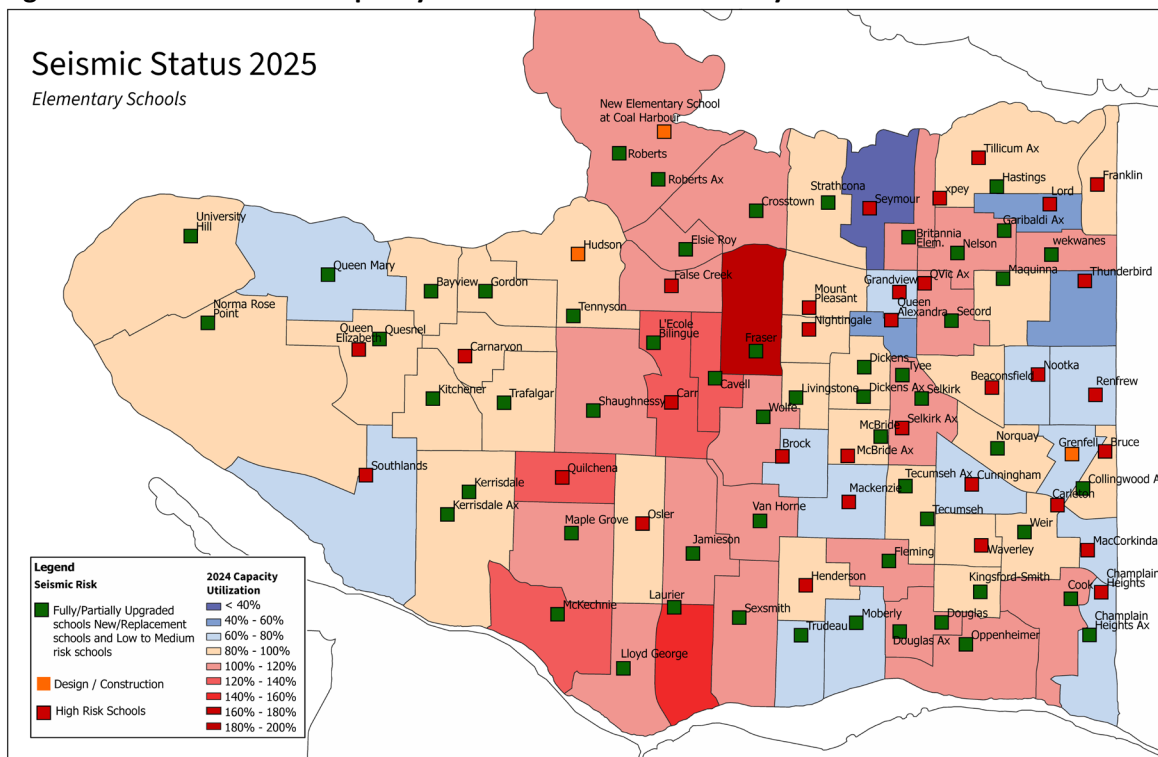 Seismic Status 2025
Elementary Schools
New Elementary School
at Coal Harbour
Roberts
Roberts Ax
Crosstown
Strathcona
Seymour
xpey
Tillicum Ax
Hastings
Franklin
Lord
Garibaldi Ax
Britannia
Elem.
Nelson
wekwanes
University
Hill
Queen Mary
Hudson
Elsie Roy
False Creek
Bayview
Gordon
Grandview
QVic Ax
Maquinna
Thunderbird
Norma Rose
Point
Tennyson
Mount
Pleasant
Queen
Alexandra
Secord
Nightingale
Queen
Elizabeth
Quesnel
L'Ecole
Bilingue
Fraser
Carnarvon
Dickens
Tyee
Nootka
Beaconsfield
Renfrew
Kitchener
Trafalgar
Shaughnessy
Carr
Cavell
Livingstone
Dickens Ax
Selkirk
Wolfe
Selkirk Ax
McBride
McBride Ax
Norquay
Grenfell
Bruce
Brock
Southlands
Quilchena
Kerrisdale
Kerrisdale Ax
Mackenzie
Tecumseh Ax
Cunningham
Collingwood A
Carleton
Maple Grove
Osler
Van Horne
Tecumseh
Weir
Jamieson
Fleming
Waverley
MacCorkinda
Henderson
Kingsford-Smith
Cook
Champlain
Heights
McKechnie
Laurier
Sexsmith
Trudeau
Moberly
Douglas
Douglas Ax
Oppenheimer
Champlain
Heights Ax
Lloyd George
Legend
Seismic Risk
Fully/Partially Upgraded
schools New/Replacement
schools and Low to Medium
risk schools
Design / Construction
High Risk Schools
2024 Capacity
Utilization
< 40%
40% - 60%
60% - 80%
80% - 100%
100% - 120%
120% - 140%
140% - 160%
160% - 180%
180% - 200%